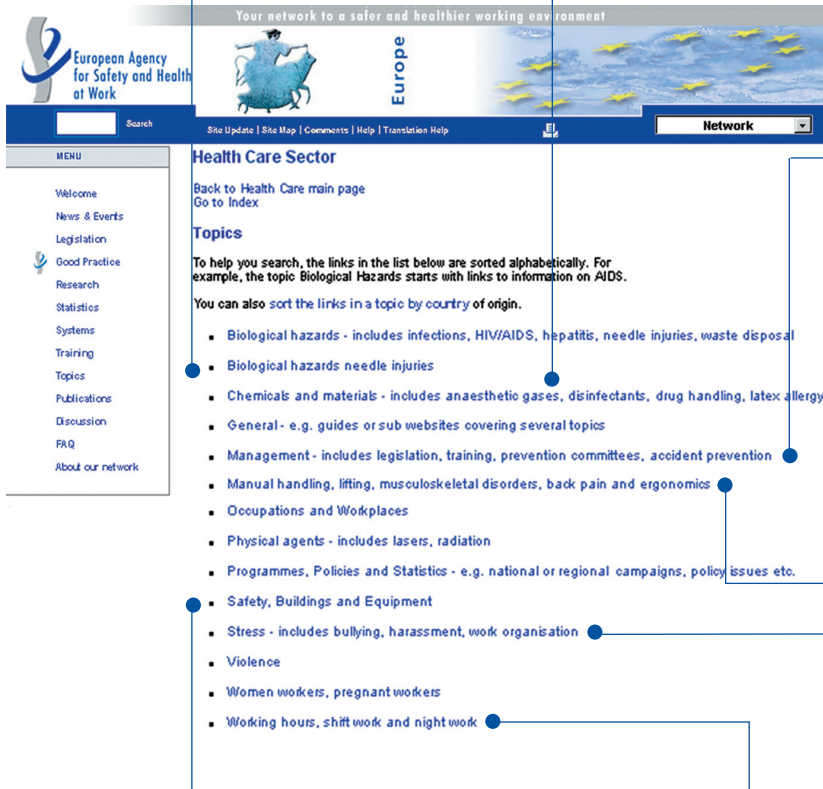 Your network to a safer and healthier working environment
European Agency
for Safety and Health
at Work
Europe
Search
Site Update | Site Map | Comments | Help | Translation Help
Network
MENU
Welcome
News & Events
Legislation
Good Practice
Research
Statistics
Systems
Training
Topics
Publications
Discussion
FAQ
About our network
Health Care Sector
Back to Health Care main page
Go to Index
Topics
To help you search, the links in the list below are sorted alphabetically. For
example, the topic Biological Hazards starts with links to information on AIDS.
You can also sort the links in a topic by country of origin.
Biological hazards - includes infections, HIV/AIDS, hepatitis, needle injuries, waste disposal
Biological hazards needle injuries
Chemicals and materials - includes anaesthetic gases, disinfectants, drug handling, latex allergy
General - e.g. guides or sub websites covering several topics
Management - includes legislation, training, prevention committees, accident prevention
Manual handling, lifting, musculoskeletal disorders, back pain and ergonomics
Occupations and Workplaces
Physical agents - includes lasers, radiation
Programmes, Policies and Statistics - e.g. national or regional campaigns, policy issues etc.
Safety, Buildings and Equipment
Stress - includes bullying, harassment, work organisation
Violence
Women workers, pregnant workers
Working hours, shift work and night work